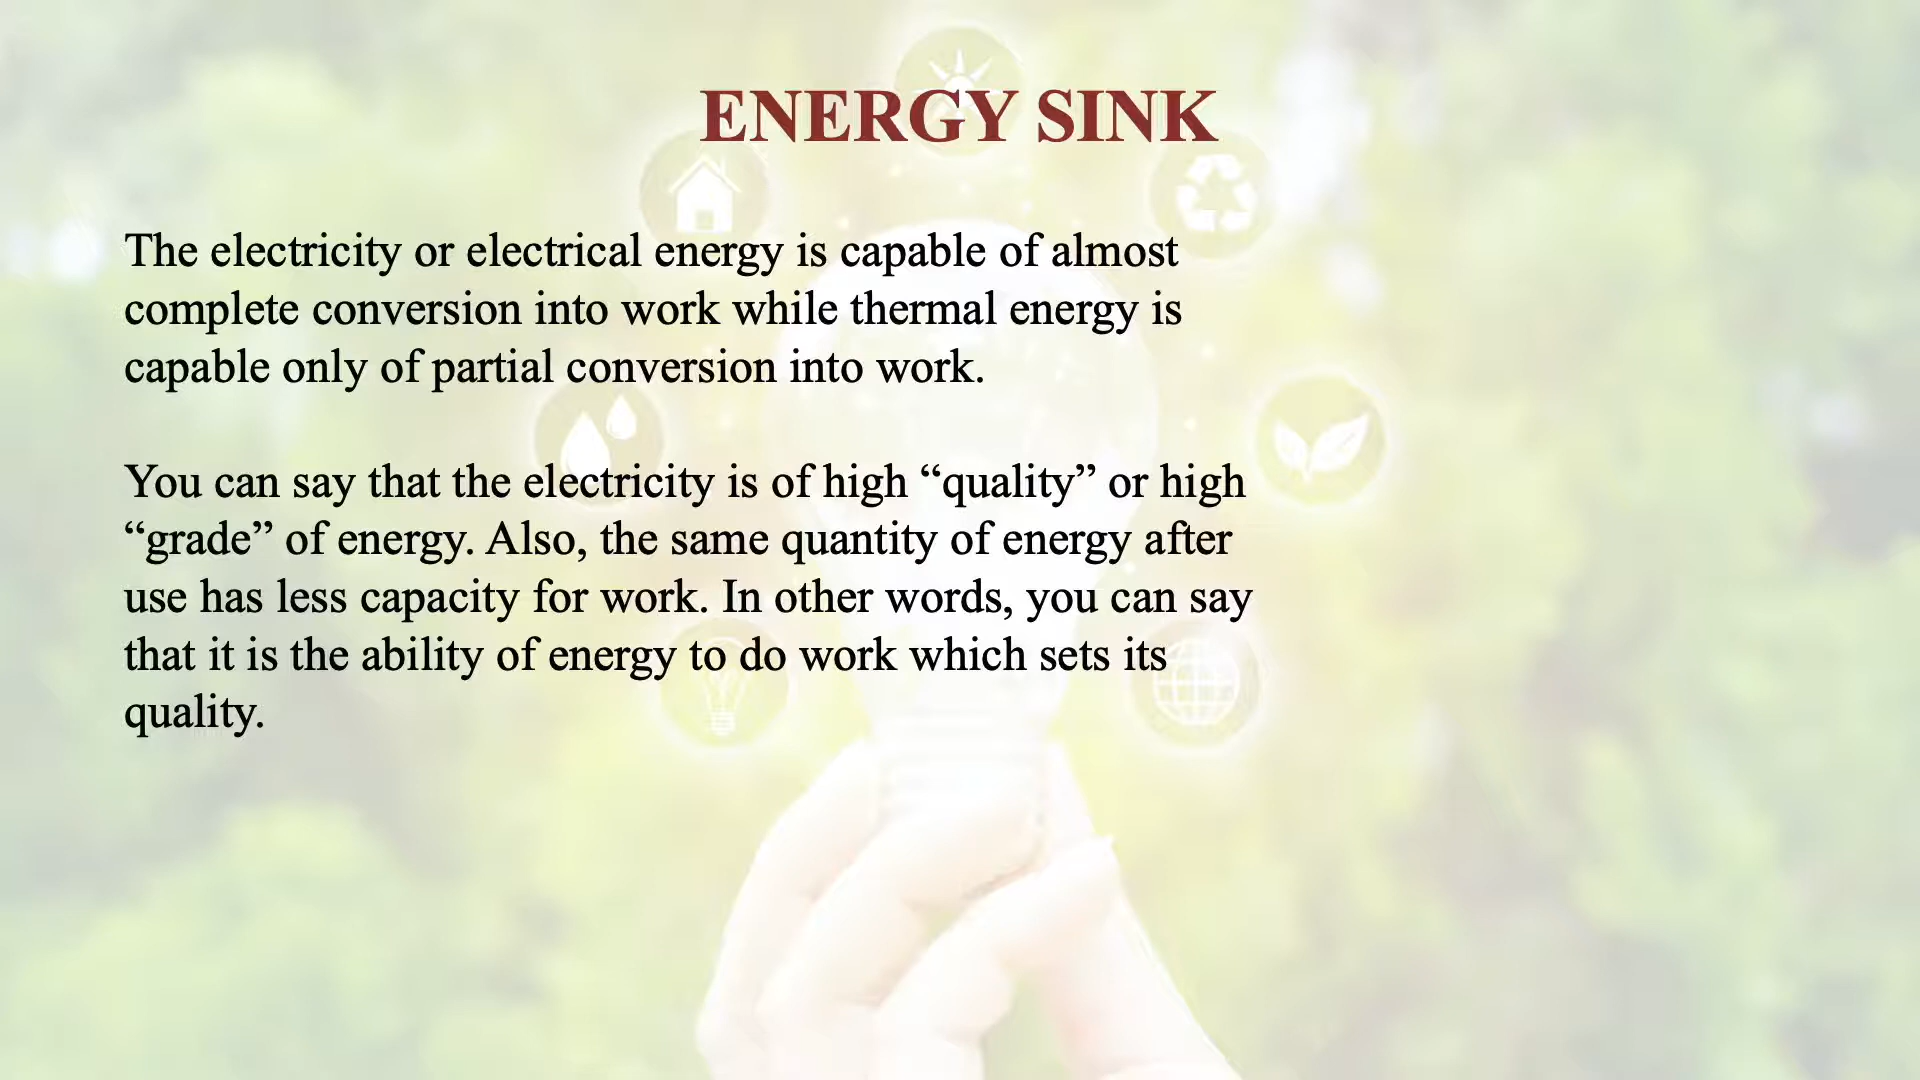 ENERGY SINK
The electricity or electrical energy is capable of almost
complete conversion into work while thermal energy is
capable only of partial conversion into work.
You can say that the electricity is of high “quality” or high
“grade” of energy. Also, the same quantity of energy after
use has less capacity for work. In other words, you can say
that it is the ability of energy to do work which sets its
quality.